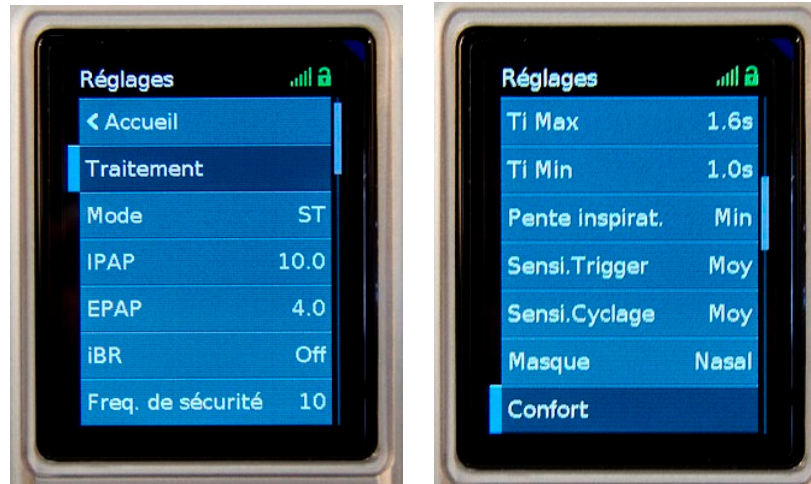 Réglages
< Accueil
Traitement
Mode ST
IPAP 10.0
EPAP 4.0
iBR Off
Freq. de sécurité 10
Réglages
Ti Max 1.6s
Ti Min 1.0s
Pente inspirat. Min
Sensi.Trigger Moy
Sensi.Cyclage Moy
Masque Nasal
Confort